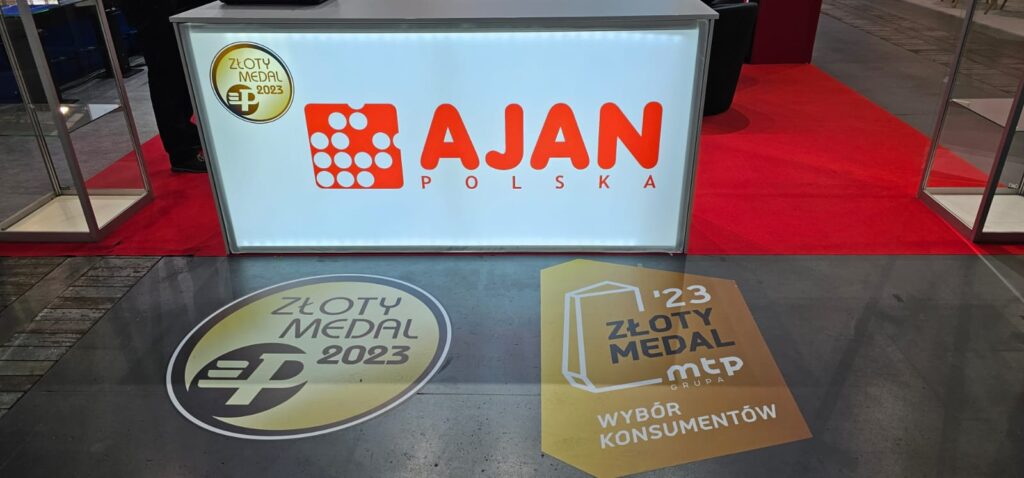 ZŁOTY
MEDAL
2023
AJAN
POLSKA
ZŁOTY
MEDAL
2023
'23
ZŁOTY
MEDAL
mtp
GRUPA
WYBÓR
KONSUMENTÓW